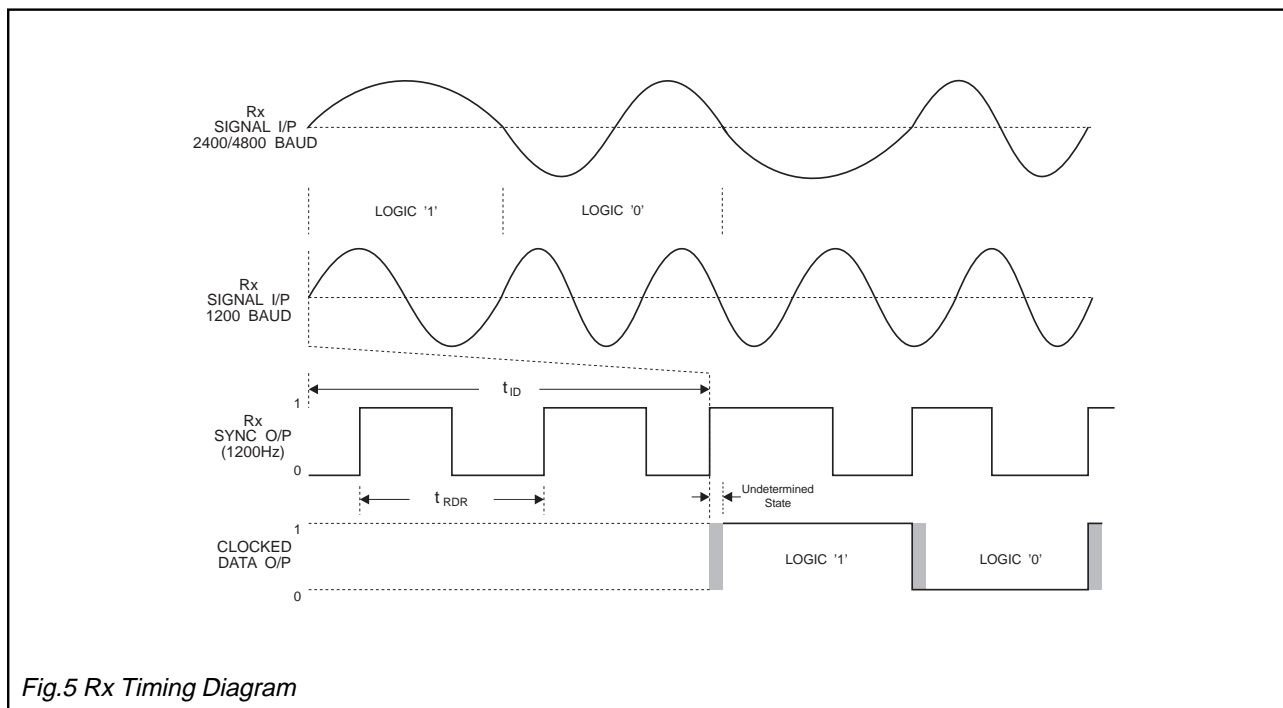 Rx
SIGNAL I/P
2400/4800 BAUD
LOGIC '1'
LOGIC '0'
Rx
SIGNAL I/P
1200 BAUD
t ID
1
Rx
SYNC O/P
(1200Hz)
0
t RDR
Undetermined
State
1
CLOCKED
DATA O/P
LOGIC '1'
LOGIC '0'
0
Fig.5 Rx Timing Diagram